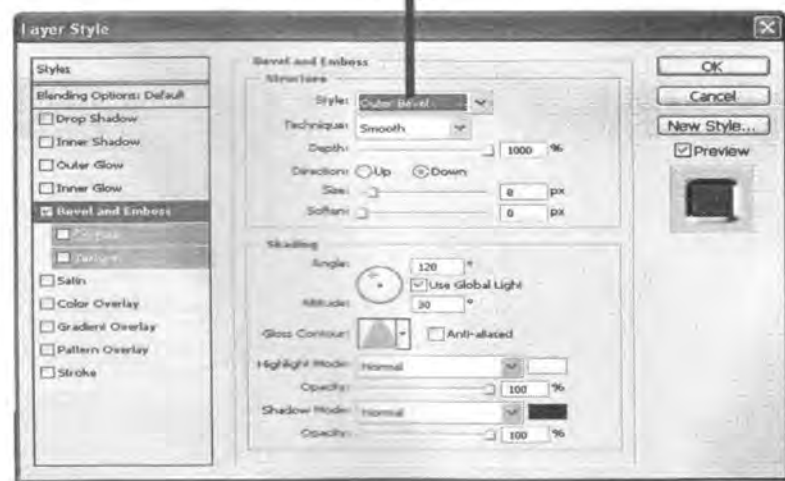 Layer Style
Styles
Blending Options: Default
Drop Shadow
Inner Shadow
Outer Glow
Inner Glow
Bevel and Emboss
Satin
Color Overlay
Gradient Overlay
Pattern Overlay
Stroke
Bevel and Emboss
Structure
Style: Outer Bevel
Technique: Smooth
Depth: 1000 %
Direction: Up Down
Size: 8 px
Soften: 0 px
Shading
Angle: 120 °
Use Global Light
Altitude: 30 °
Gloss Contour: Anti-aliased
Highlight Mode: Normal
Opacity: 100 %
Shadow Mode: Normal
Opacity: 100 %
OK
Cancel
New Style...
Preview